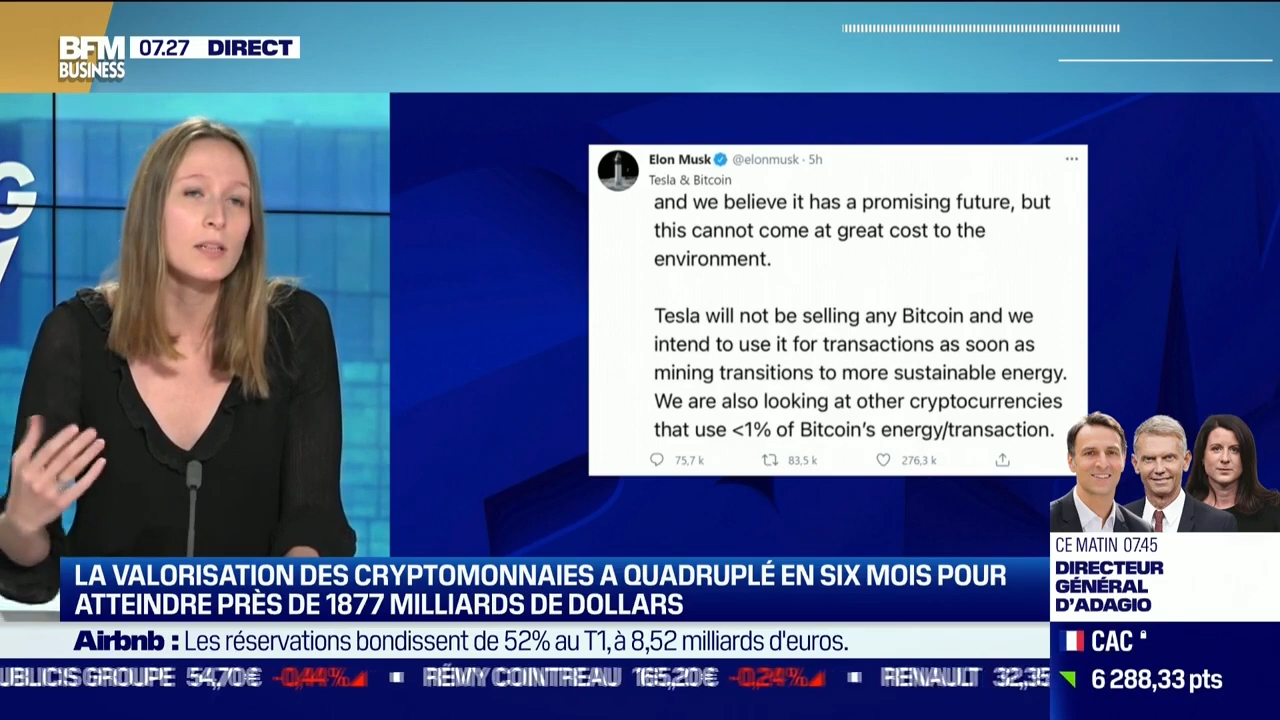 BFM
BUSINESS
07.27 DIRECT
G
Elon Musk @elonmusk · 5h
Tesla & Bitcoin
and we believe it has a promising future, but
this cannot come at great cost to the
environment.
Tesla will not be selling any Bitcoin and we
intend to use it for transactions as soon as
mining transitions to more sustainable energy.
We are also looking at other cryptocurrencies
that use <1% of Bitcoin's energy/transaction.
75,7 k 83,5 k 276,3 k
CE MATIN 07.45
DIRECTEUR
GÉNÉRAL
D'ADAGIO
LA VALORISATION DES CRYPTOMONNAIES A QUADRUPLÉ EN SIX MOIS POUR
ATTEINDRE PRÈS DE 1877 MILLIARDS DE DOLLARS
Airbnb : Les réservations bondissent de 52% au T1, à 8,52 milliards d'euros.
UBLICIS GROUPE 54,70€ -0,44% RÉMY COINTREAU 165,20€ -0,24% RENAULT 32,35
CAC
6 288,33 pts